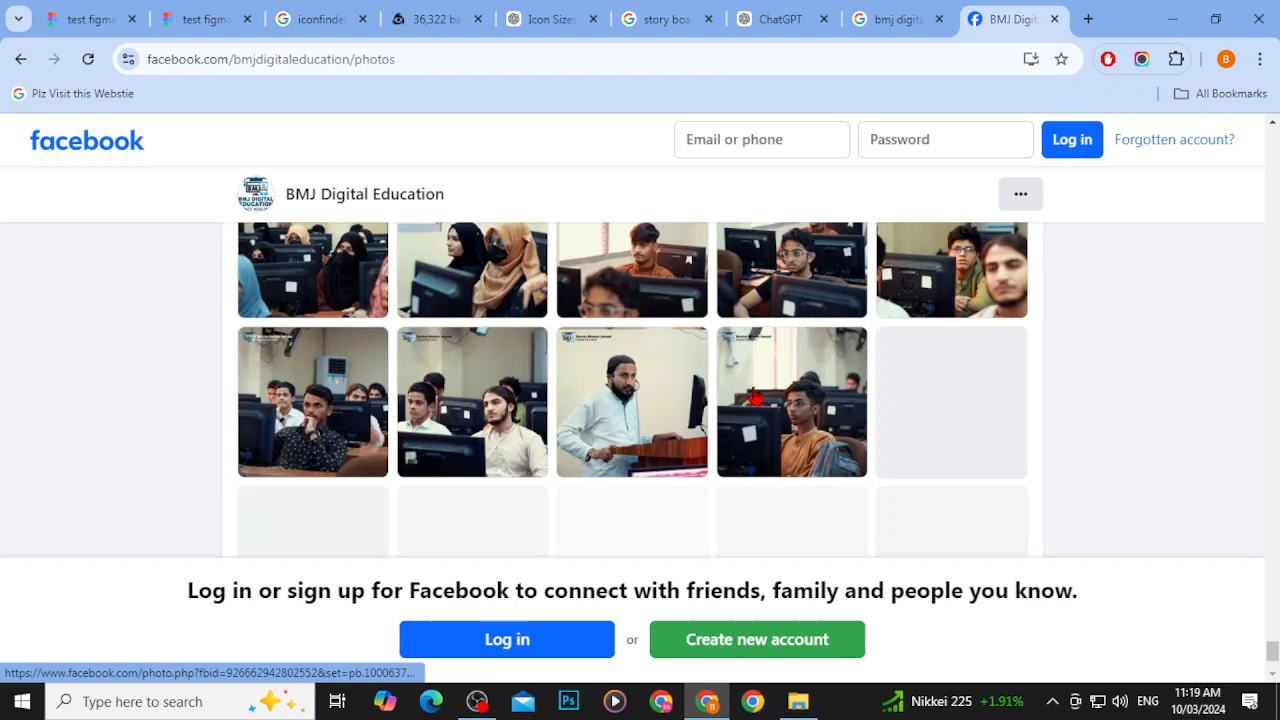 test figma
test figma
iconfinder
36,322 ba
Icon Sizes
story boa
ChatGPT
bmj digita
BMJ Digit
facebook.com/bmjdigitaleducation/photos
B
Plz Visit this Webstie
All Bookmarks
facebook
Email or phone
Password
Log in
Forgotten account?
BMJ Digital Education
Log in or sign up for Facebook to connect with friends, family and people you know.
Log in
or
Create new account
https://www.facebook.com/photo.php?fbid=926662942802552&set=pb.1000637...
Type here to search
Nikkei 225 +1.91%
ENG
11:19 AM
10/03/2024